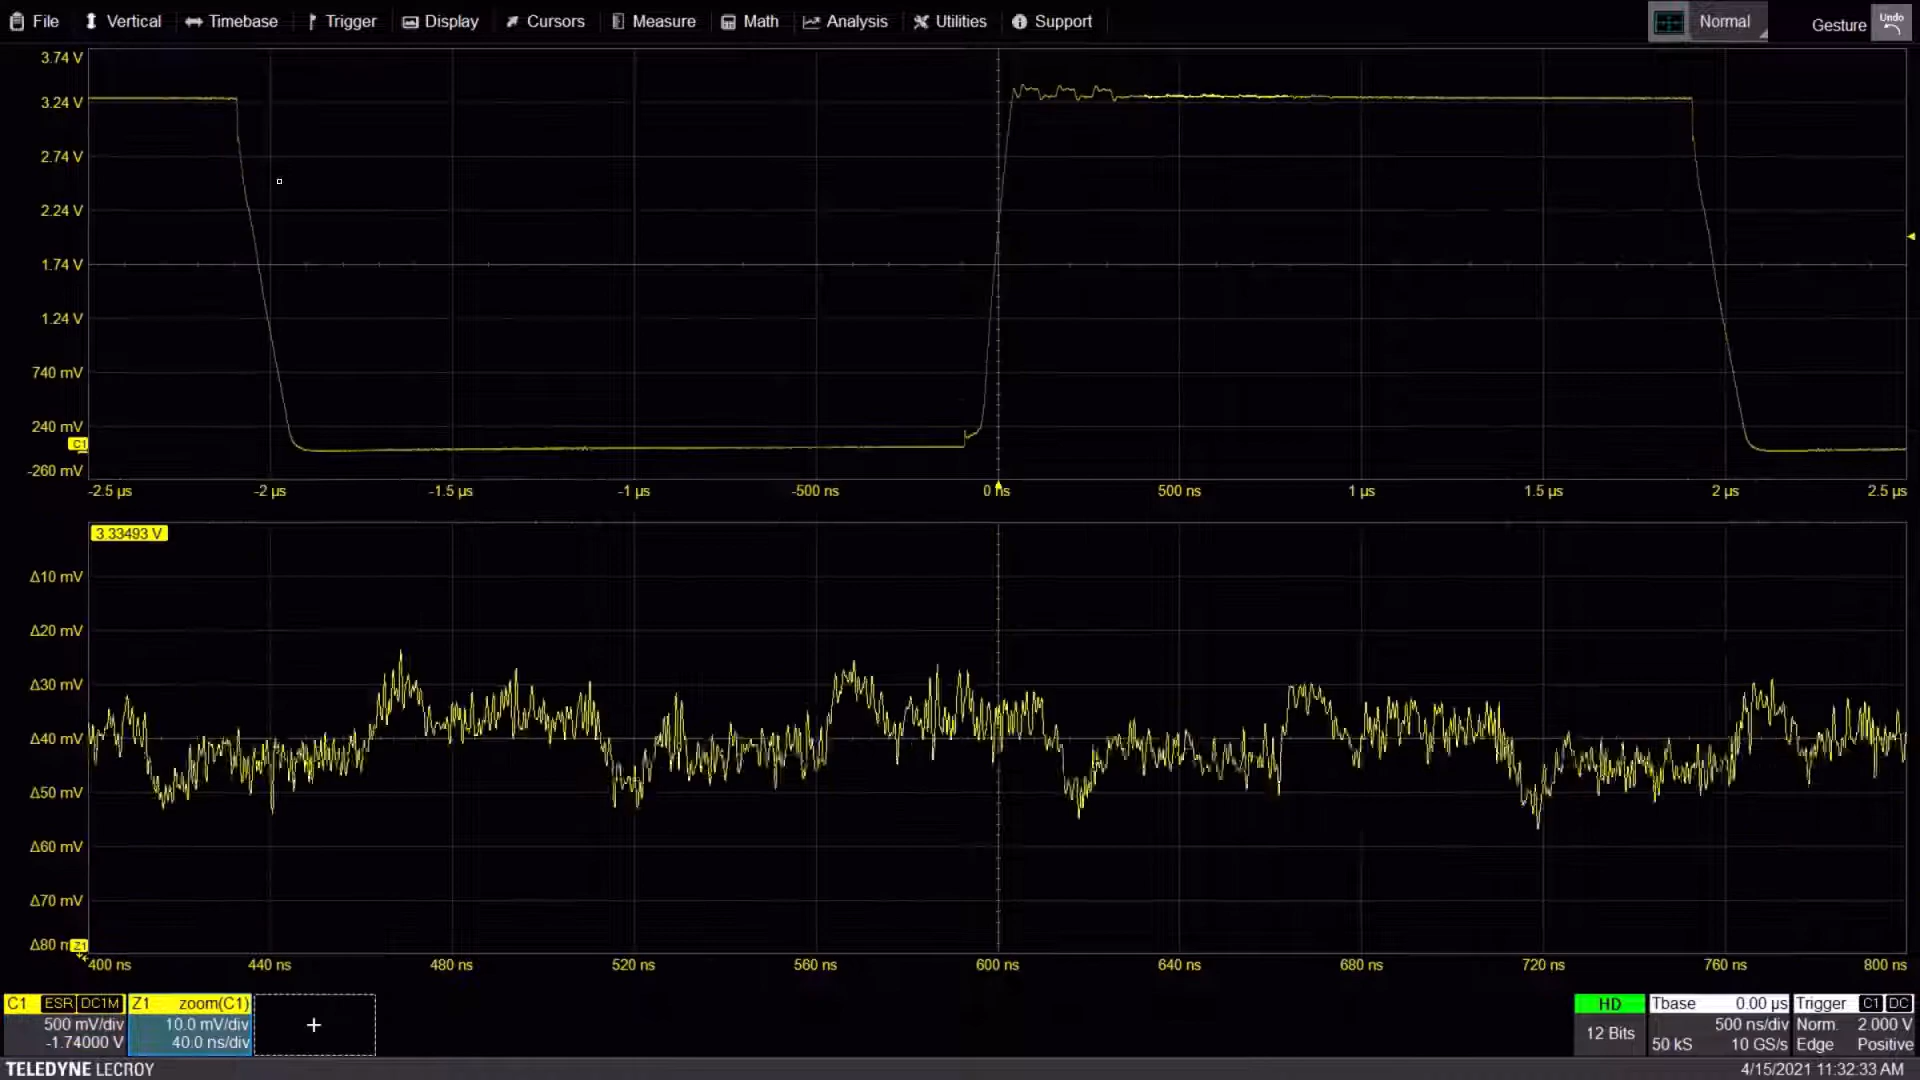 File Vertical Timebase Trigger Display Cursors Measure Math Analysis Utilities Support Normal Gesture Undo
3.74 V
3.24 V
2.74 V
2.24 V
1.74 V
1.24 V
740 mV
240 mV
C1
-260 mV
-2.5 µs -2 µs -1.5 µs -1 µs -500 ns 0 ns 500 ns 1 µs 1.5 µs 2 µs 2.5 µs
3.33493 V
Δ10 mV
Δ20 mV
Δ30 mV
Δ40 mV
Δ50 mV
Δ60 mV
Δ70 mV
Δ80 m Z1
400 ns 440 ns 480 ns 520 ns 560 ns 600 ns 640 ns 680 ns 720 ns 760 ns 800 ns
C1 ESR DC1M Z1 zoom(C1) HD Tbase 0.00 µs Trigger C1 DC
500 mV/div 10.0 mV/div 12 Bits 500 ns/div Norm. 2.000 V
-1.74000 V 40.0 ns/div 50 kS 10 GS/s Edge Positive
TELEDYNE LECROY 4/15/2021 11:32:33 AM